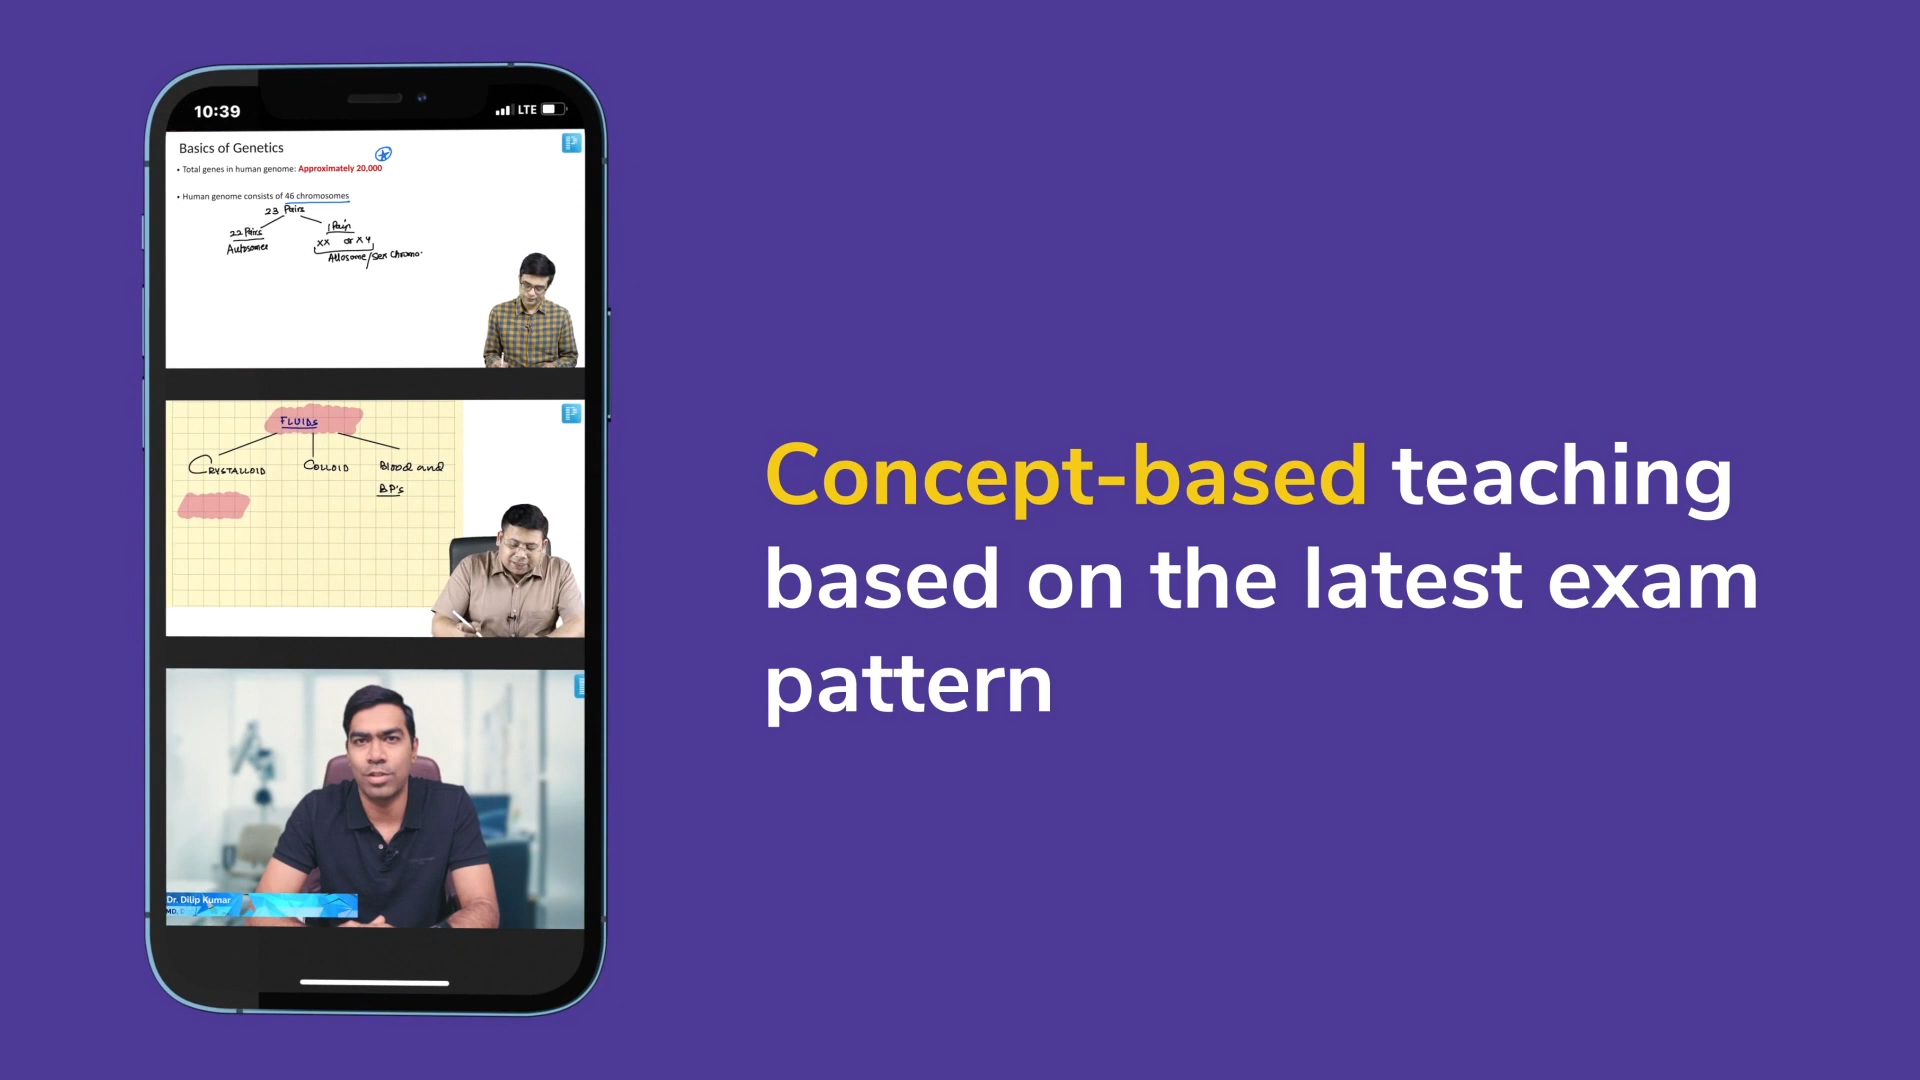 10:39
LTE
Basics of Genetics
• Total genes in human genome: Approximately 20,000
• Human genome consists of 46 chromosomes
23 Pairs
22 Pairs
1 Pair
Autosomes
XX or XY
Allosome/Sex Chromo.
FLUIDS
CRYSTALLOID
COLLOID
Blood and
BP's
Dr. Dilip Kumar
MD,
Concept-based teaching
based on the latest exam
pattern